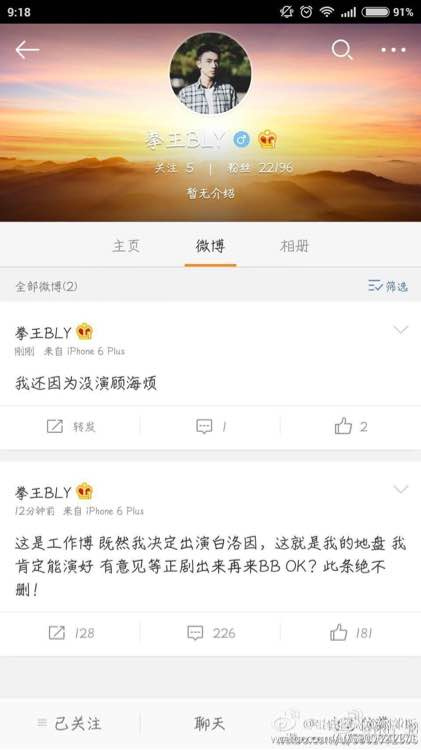 9:18
91%
拳王BLY
关注 5 | 粉丝 22196
暂无介绍
主页
微博
相册
全部微博(2)
筛选
拳王BLY
刚刚 来自 iPhone 6 Plus
我还因为没演顾海烦
转发
1
2
拳王BLY
12分钟前 来自 iPhone 6 Plus
这是工作博 既然我决定出演白洛因，这就是我的地盘 我
肯定能演好 有意见等正剧出来再来BB OK？此条绝不
删！
128
226
181
已关注
聊天